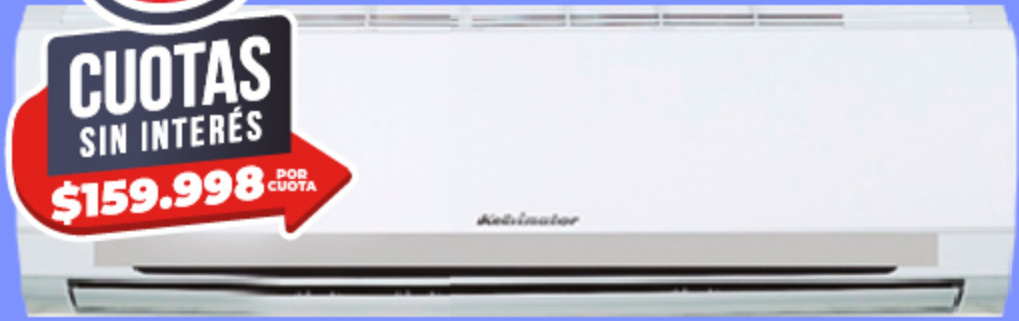 CUOTAS
SIN INTERÉS
$159.998 POR
CUOTA
Kelvinator